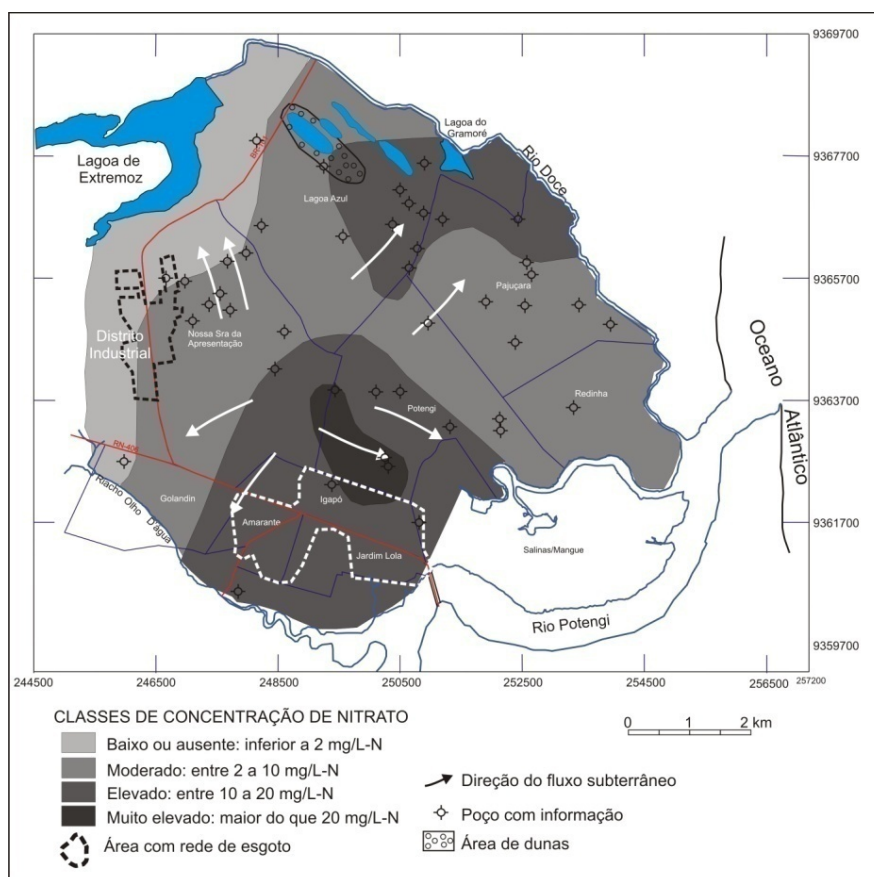 9369700
Lagoa do
Gramoré
Lagoa de
Extremoz
9367700
Rio Doce
Lagoa Azul
9365700
Pajuçara
Distrito
Industrial
Nossa Sra da
Apresentação
Oceano
Atlântico
9363700
Redinha
Potengi
RN-406
Riacho Olho D'água
Golandin
Igapó
Amarante
9361700
Jardim Lola
Salinas/Mangue
Rio Potengi
9359700
244500 246500 248500 250500 252500 254500 256500 257200
CLASSES DE CONCENTRAÇÃO DE NITRATO
Baixo ou ausente: inferior a 2 mg/L-N
Moderado: entre 2 a 10 mg/L-N
Elevado: entre 10 a 20 mg/L-N
Muito elevado: maior do que 20 mg/L-N
Área com rede de esgoto
0 1 2 km
Direção do fluxo subterrâneo
Poço com informação
Área de dunas